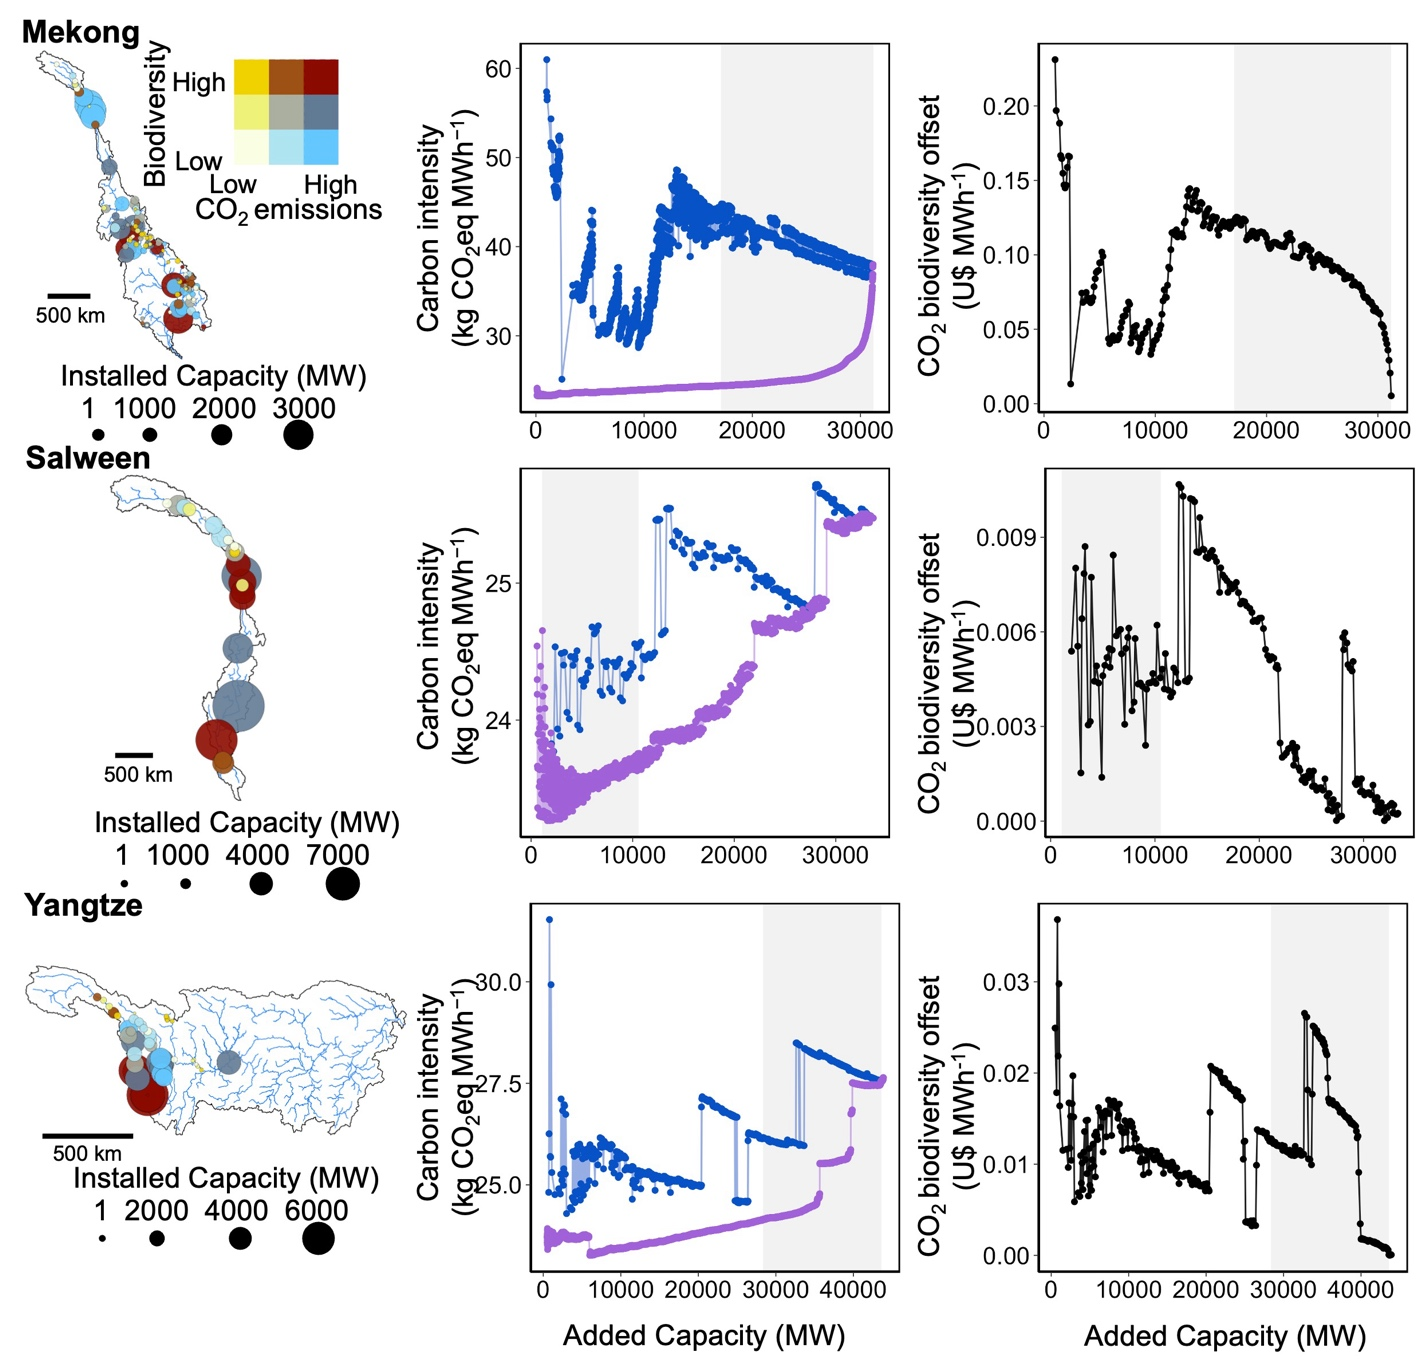 Mekong
Biodiversity
High
Low
Low High
CO2 emissions
500 km
Installed Capacity (MW)
1 1000 2000 3000
Carbon intensity
(kg CO2eq MWh−1)
60
50
40
30
0 10000 20000 30000
CO2 biodiversity offset
(U$ MWh-1)
0.20
0.15
0.10
0.05
0.00
0 10000 20000 30000
Salween
500 km
Installed Capacity (MW)
1 1000 4000 7000
Carbon intensity
(kg CO2eq MWh−1)
25
24
0 10000 20000 30000
CO2 biodiversity offset
(U$ MWh-1)
0.009
0.006
0.003
0.000
0 10000 20000 30000
Yangtze
500 km
Installed Capacity (MW)
1 2000 4000 6000
Carbon intensity
(kg CO2eq MWh−1)
30.0
27.5
25.0
0 10000 20000 30000 40000
Added Capacity (MW)
CO2 biodiversity offset
(U$ MWh-1)
0.03
0.02
0.01
0.00
0 10000 20000 30000 40000
Added Capacity (MW)